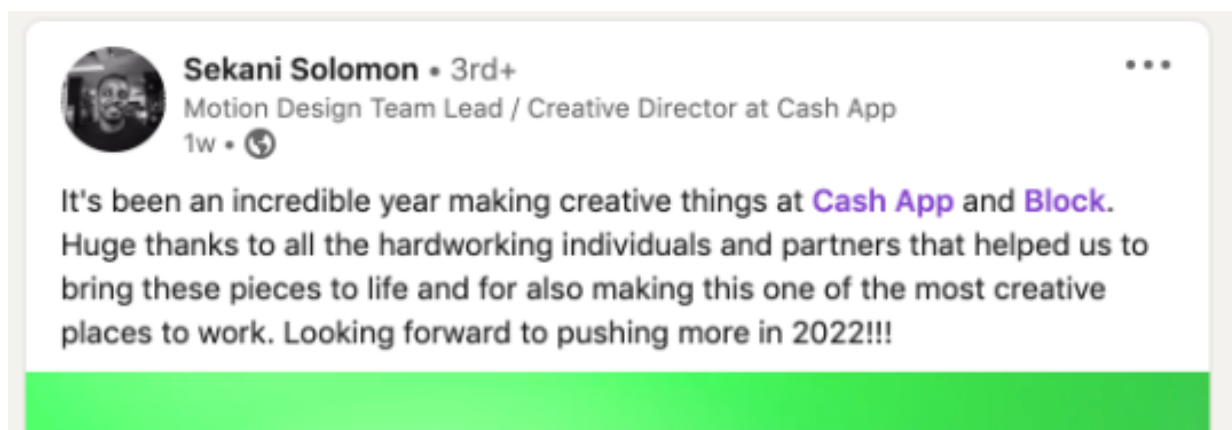 Sekani Solomon • 3rd+
Motion Design Team Lead / Creative Director at Cash App
1w •
It's been an incredible year making creative things at Cash App and Block.
Huge thanks to all the hardworking individuals and partners that helped us to
bring these pieces to life and for also making this one of the most creative
places to work. Looking forward to pushing more in 2022!!!